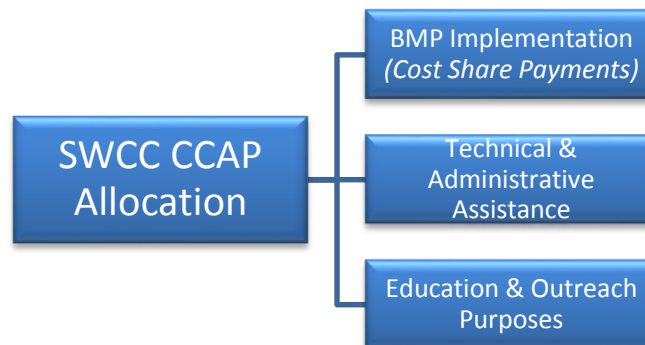 SWCC CCAP
Allocation
BMP Implementation
(Cost Share Payments)
Technical &
Administrative
Assistance
Education & Outreach
Purposes